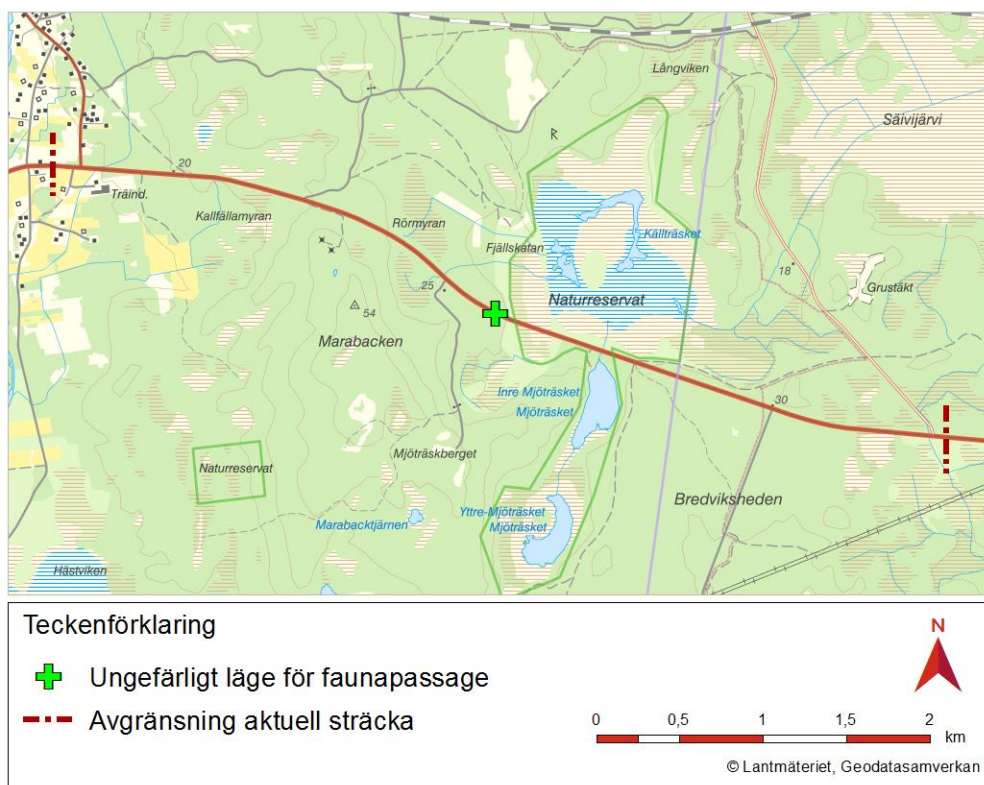 Långviken
Säivijärvi
R
20
Träind.
Kallfällamyran
Rörmyran
Fjällskatan
Källträsket
18
Grustäkt
25
54
Naturreservat
Marabacken
Inre Mjöträsket
Mjöträsket
30
Mjöträskberget
Naturreservat
Bredviksheden
Yttre-Mjöträsket
Mjöträsket
Marabacktjärnen
Hästviken
Teckenförklaring
Ungefärligt läge för faunapassage
Avgränsning aktuell sträcka
N
0 0,5 1 1,5 2
km
© Lantmäteriet, Geodatasamverkan